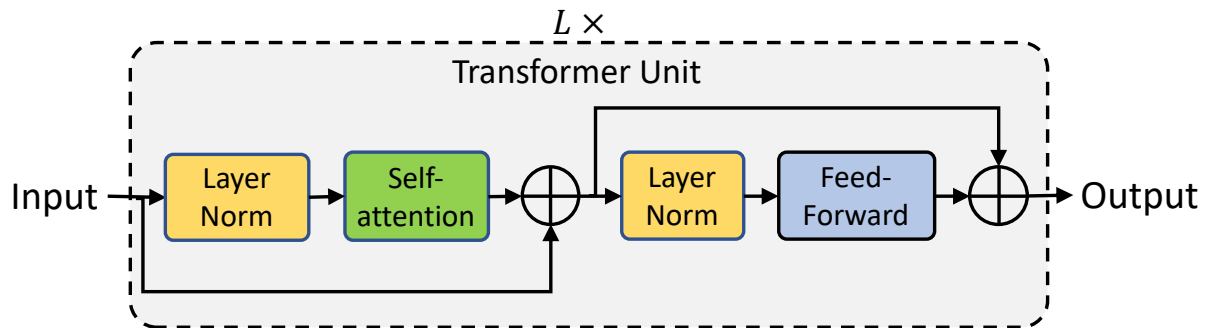 L ×
Transformer Unit
Input
Layer
Norm
Self-
attention
Layer
Norm
Feed-
Forward
Output